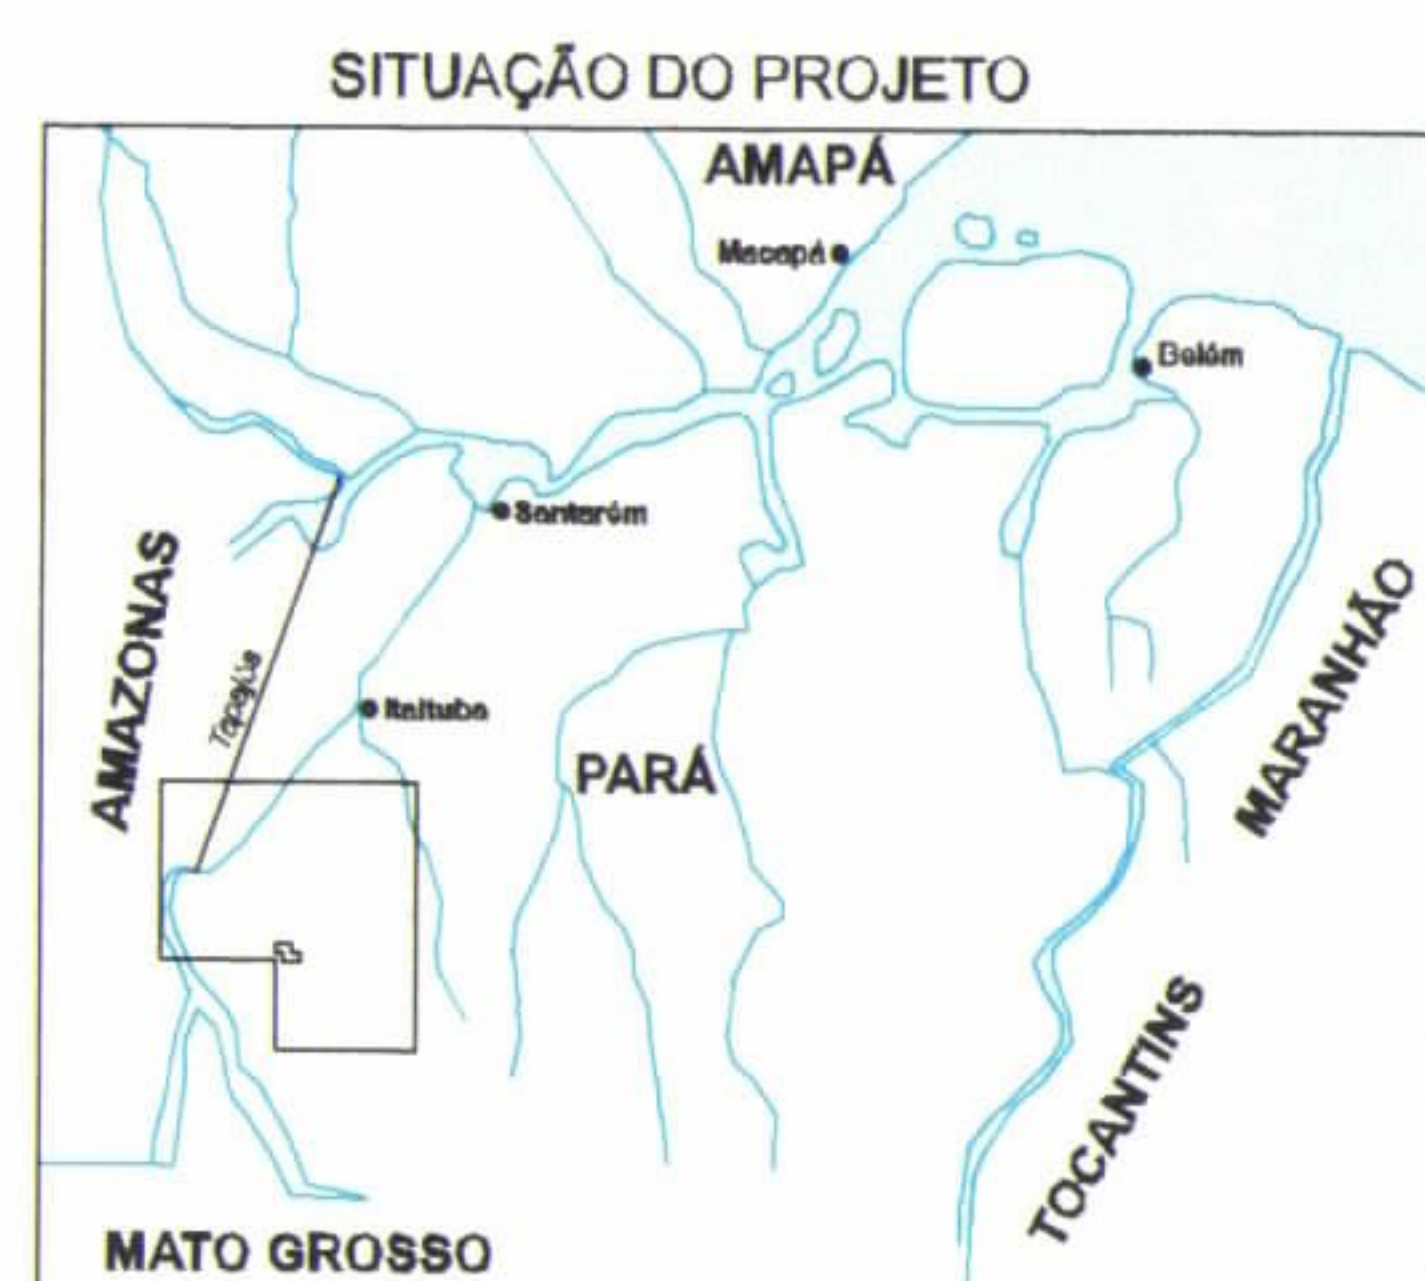 SITUAÇÃO DO PROJETO
AMAPÁ
Macapá
Belém
Santarém
AMAZONAS
Tapajós
Itaituba
PARÁ
MARANHÃO
TOCANTINS
MATO GROSSO